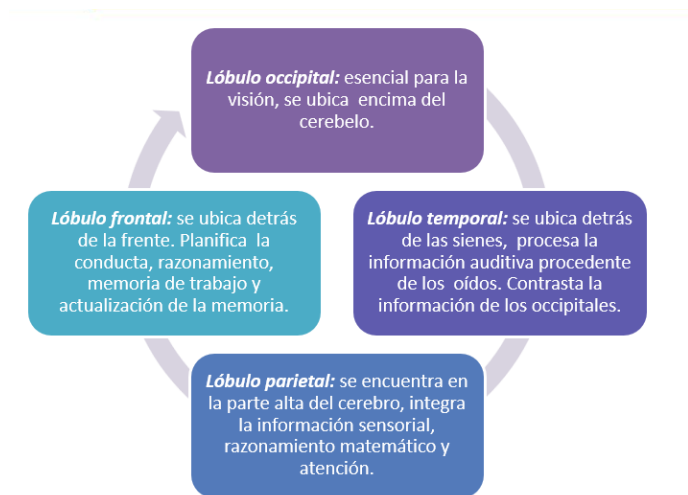 Lóbulo occipital: esencial para la
visión, se ubica encima del
cerebelo.
Lóbulo temporal: se ubica detrás
de las sienes, procesa la
información auditiva procedente
de los oídos. Contrasta la
información de los occipitales.
Lóbulo parietal: se encuentra en
la parte alta del cerebro, integra
la información sensorial,
razonamiento matemático y
atención.
Lóbulo frontal: se ubica detrás
de la frente. Planifica la
conducta, razonamiento,
memoria de trabajo y
actualización de la memoria.